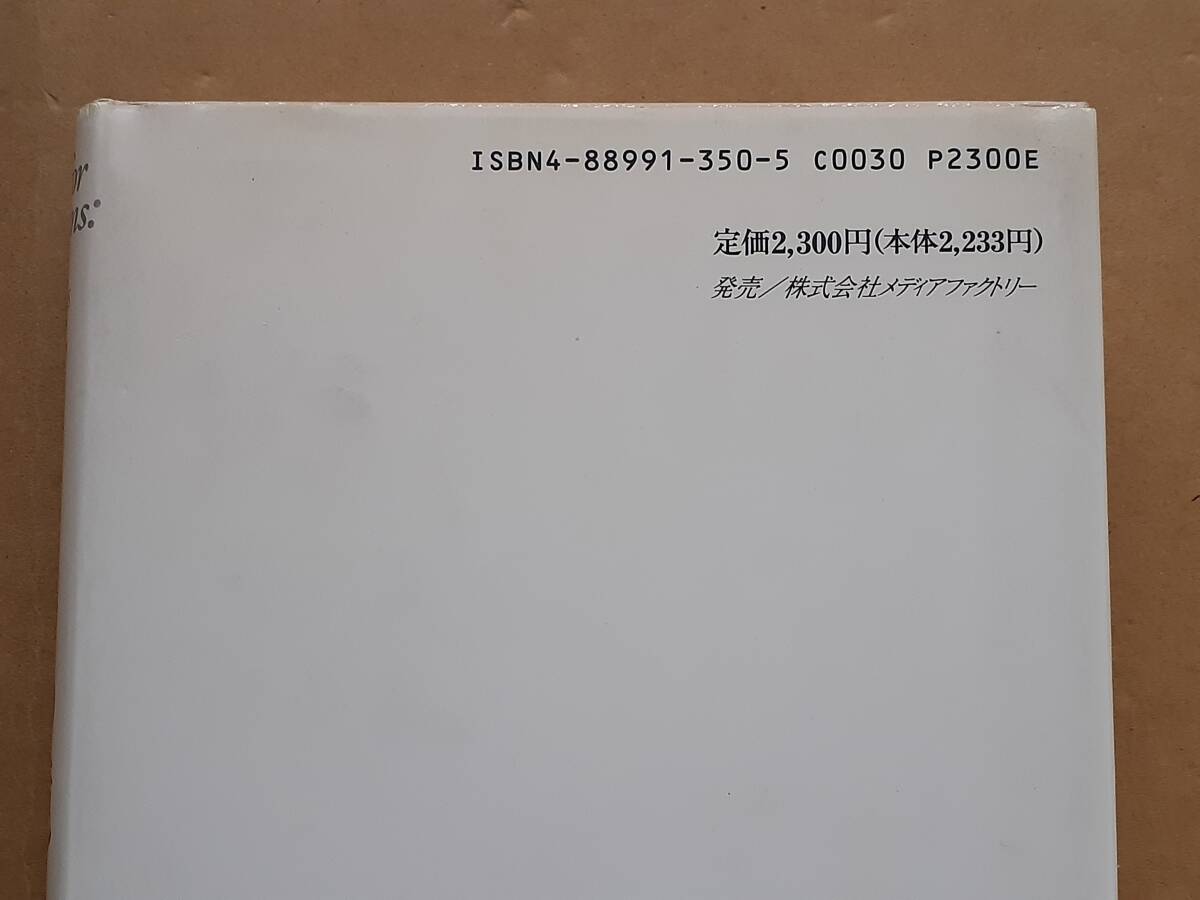 ISBN4-88991-350-5 C0030 P2300E
定価2,300円(本体2,233円)
発売／株式会社メディアファクトリー